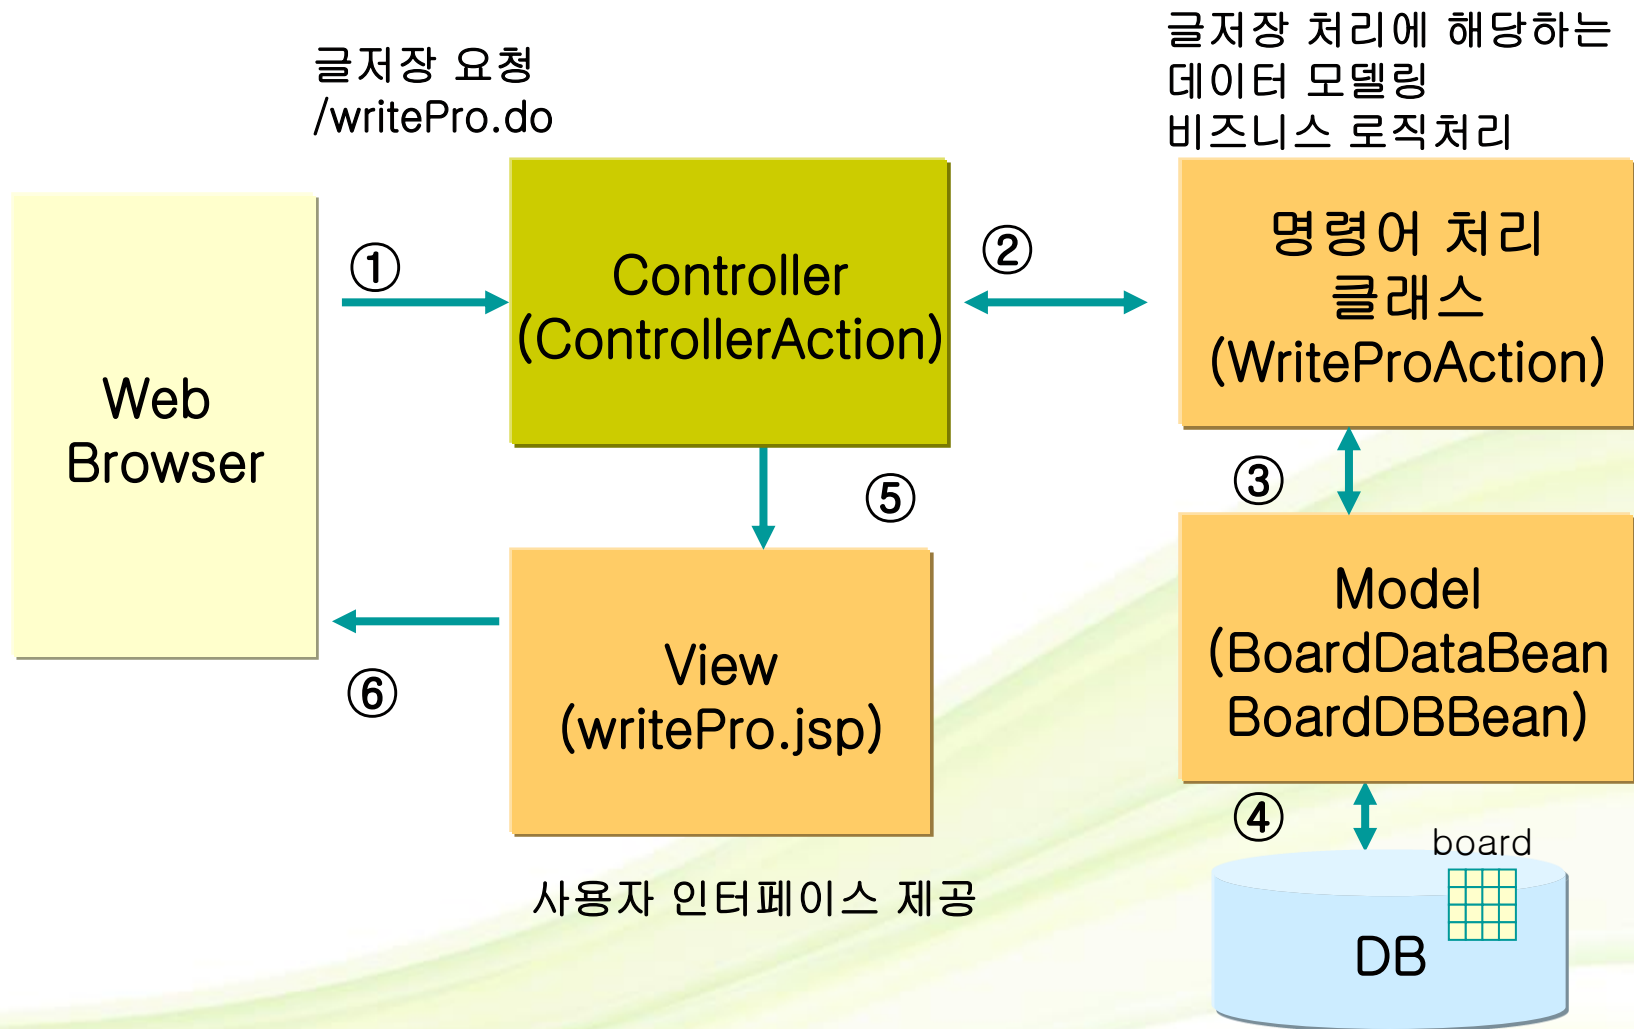 글저장 요청
/writePro.do
글저장 처리에 해당하는
데이터 모델링
비즈니스 로직처리
Web
Browser
①
Controller
(ControllerAction)
②
명령어 처리
클래스
(WriteProAction)
③
Model
(BoardDataBean
BoardDBBean)
④
board
DB
⑤
View
(writePro.jsp)
⑥
사용자 인터페이스 제공